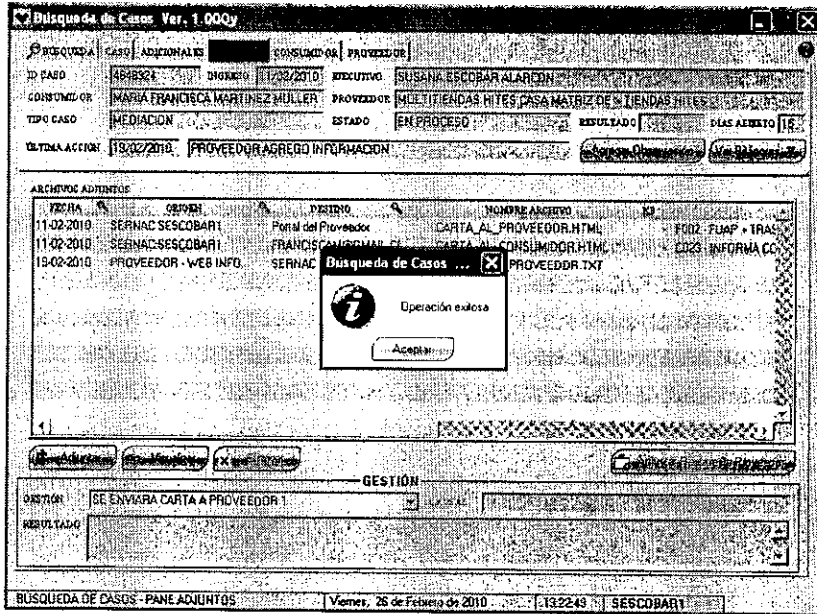 Búsqueda de Casos Ver. 1.00Qy
BUSQUEDA CASO ADICIONALES CONSUMIDOR PROVEEDOR
ID CASO 4648924 INGRESO 11/02/2010 EJECUTIVO SUSANA ESCOBAR ALARCON
CONSUMIDOR MARIA FRANCISCA MARTINEZ MULLER PROVEEDOR MULTITIENDAS HITES CASA MATRIZ DE - TIENDAS HITES
TIPO CASO MEDIACION ESTADO EN PROCESO RESULTADO DIAS ABIERTO 15
ULTIMA ACCION 19/02/2010 PROVEEDOR AGREGO INFORMACION
ARCHIVOS ADJUNTOS
FECHA ORIGEN DESTINO NOMBRE ARCHIVO
11-02-2010 SERNAC:SESCOBAR1 Portal del Proveedor CARTA_AL_PROVEEDOR.HTML F002 FUAP + TRAS
11-02-2010 SERNAC:SESCOBAR1 CARTA_AL_CONSUMIDOR.HTML INFORMA CO
19-02-2010 PROVEEDOR - WEB INFO. SERNAC PROVEEDOR.TXT
Búsqueda de Casos ...
Operación exitosa
Aceptar
GESTIÓN
GESTION SE ENVIARA CARTA A PROVEEDOR 1
RESULTADO
BUSQUEDA DE CASOS - PANE ADJUNTOS Viernes, 26 de Febrero de 2010 13:22:49 SESCOBAR1